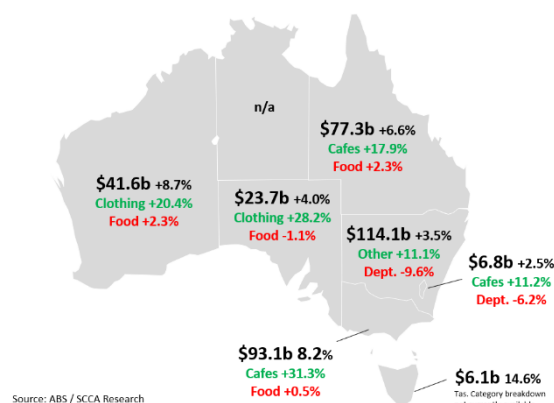 n/a
$77.3b +6.6%
Cafes +17.9%
Food +2.3%
$41.6b +8.7%
Clothing +20.4%
Food +2.3%
$23.7b +4.0%
Clothing +28.2%
Food -1.1%
$114.1b +3.5%
Other +11.1%
Dept. -9.6%
$6.8b +2.5%
Cafes +11.2%
Dept. -6.2%
$93.1b 8.2%
Cafes +31.3%
Food +0.5%
$6.1b 14.6%
Tas. Category breakdown
Source: ABS / SCCA Research